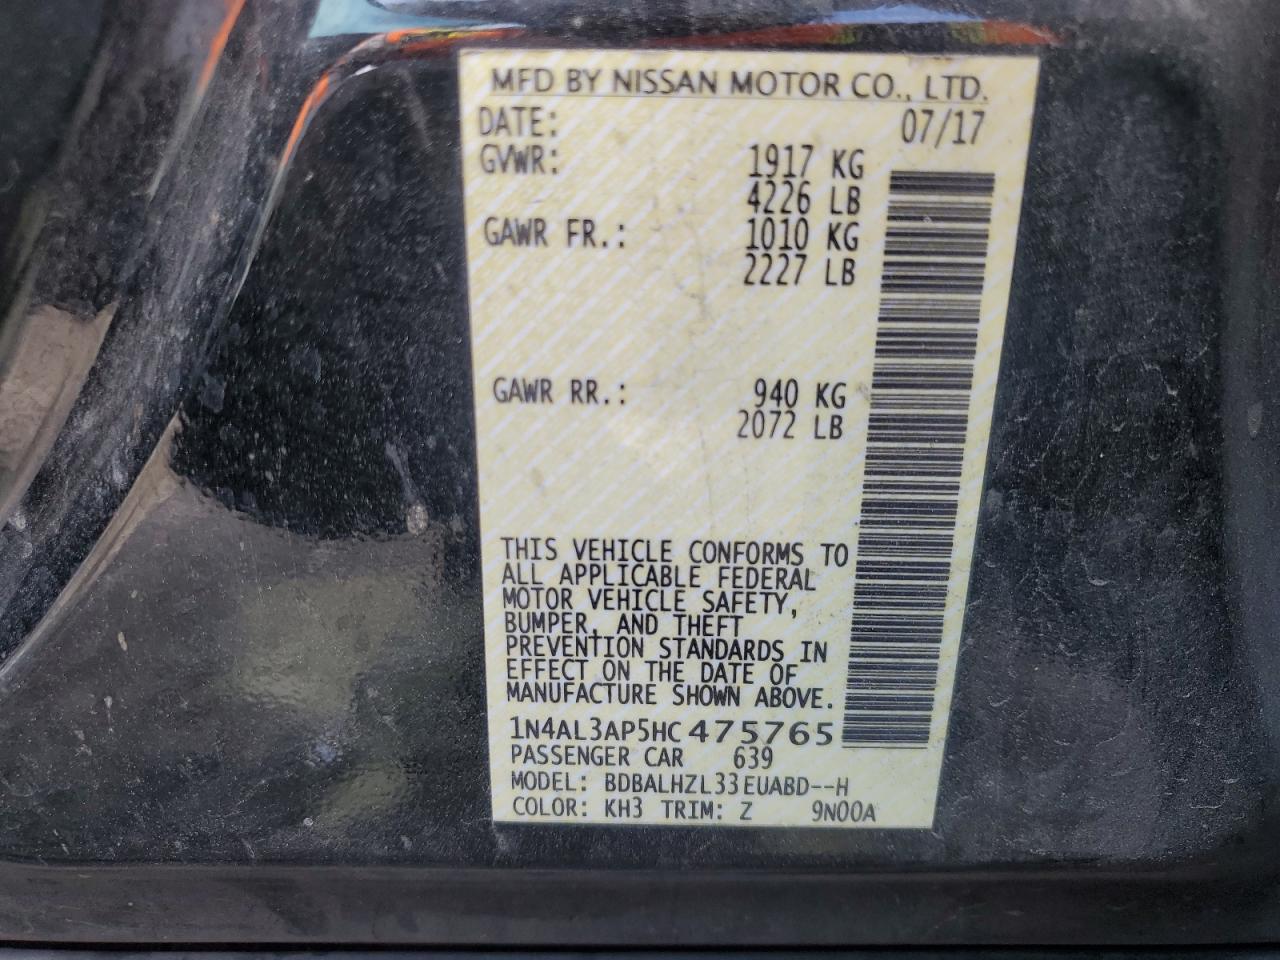 MFD BY NISSAN MOTOR CO., LTD.
DATE: 07/17
GVWR: 1917 KG
4226 LB
GAWR FR.: 1010 KG
2227 LB
GAWR RR.: 940 KG
2072 LB
THIS VEHICLE CONFORMS TO
ALL APPLICABLE FEDERAL
MOTOR VEHICLE SAFETY,
BUMPER, AND THEFT
PREVENTION STANDARDS IN
EFFECT ON THE DATE OF
MANUFACTURE SHOWN ABOVE.
1N4AL3AP5HC475765
PASSENGER CAR 639
MODEL: BDBALHZL33EUABD--H
COLOR: KH3 TRIM: Z 9N00A